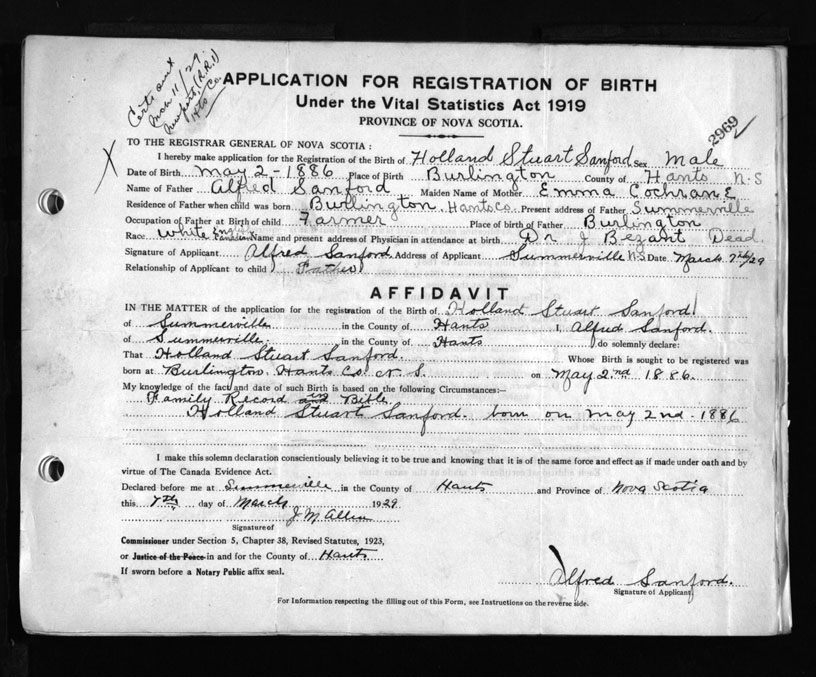 Certs sent
Mch 11/29
Newport, (R.R.1)
Hts Co.
APPLICATION FOR REGISTRATION OF BIRTH
Under the Vital Statistics Act 1919
PROVINCE OF NOVA SCOTIA.
2969
TO THE REGISTRAR GENERAL OF NOVA SCOTIA:
I hereby make application for the Registration of the Birth of Holland Stuart Sanford Sex Male
Date of Birth May 2-1886 Place of Birth Burlington County of Hants N-S
Name of Father Alfred Sanford Maiden Name of Mother Emma Cochrane
Residence of Father when child was born Burlington, Hants Co. Present address of Father Summerville
Occupation of Father at Birth of child Farmer Place of birth of Father Burlington
Race White Name and present address of Physician in attendance at birth Dr J Bezant Dead
Signature of Applicant Alfred Sanford Address of Applicant Summerville N.S. Date March 7th/29
Relationship of Applicant to child (Father)
AFFIDAVIT
IN THE MATTER of the application for the registration of the Birth of Holland Stuart Sanford
of Summerville in the County of Hants I, Alfred Sanford.
of Summerville in the County of Hants do solemnly declare:
That Holland Stuart Sanford. Whose Birth is sought to be registered was
born at Burlington Hants Co. N S. on May 2nd 1886.
My knowledge of the fact and date of such Birth is based on the following Circumstances:—
Family Record in Bible
Holland Stuart Sanford. born on May 2nd-1886
I make this solemn declaration conscientiously believing it to be true and knowing that it is of the same force and effect as if made under oath and by
virtue of The Canada Evidence Act.
Declared before me at Summerville in the County of Hants and Province of Nova Scotia
this 7th day of March 1929
J M Allen
Signature of
Commissioner under Section 5, Chapter 38, Revised Statutes, 1923,
or Justice of the Peace in and for the County of Hants
If sworn before a Notary Public affix seal.
Alfred Sanford.
Signature of Applicant
For Information respecting the filling out of this Form, see Instructions on the reverse side.